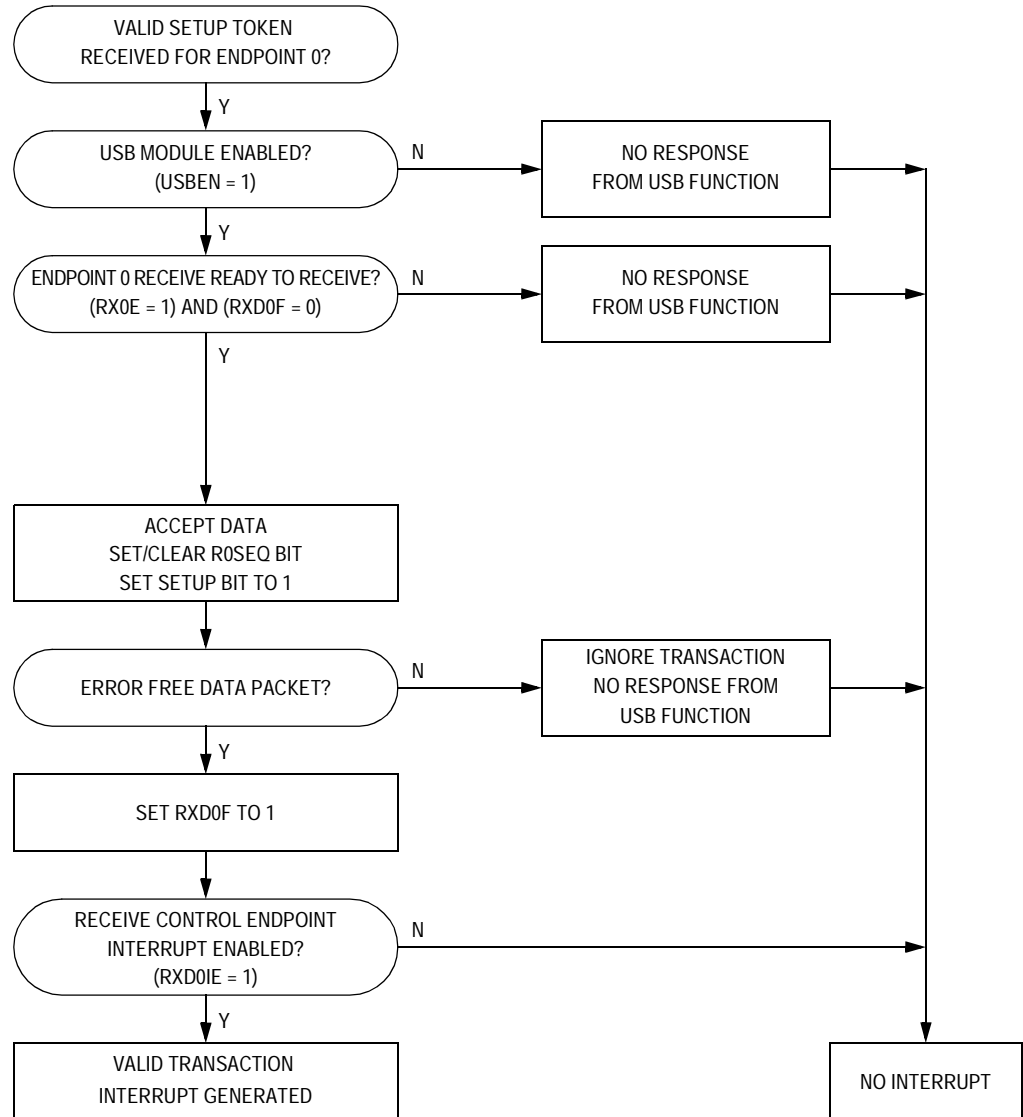 VALID SETUP TOKEN
RECEIVED FOR ENDPOINT 0?
Y
USB MODULE ENABLED?
(USBEN = 1)
N
NO RESPONSE
FROM USB FUNCTION
Y
ENDPOINT 0 RECEIVE READY TO RECEIVE?
(RX0E = 1) AND (RXD0F = 0)
N
NO RESPONSE
FROM USB FUNCTION
Y
ACCEPT DATA
SET/CLEAR R0SEQ BIT
SET SETUP BIT TO 1
ERROR FREE DATA PACKET?
N
IGNORE TRANSACTION
NO RESPONSE FROM
USB FUNCTION
Y
SET RXD0F TO 1
RECEIVE CONTROL ENDPOINT
INTERRUPT ENABLED?
(RXD0IE = 1)
N
Y
VALID TRANSACTION
INTERRUPT GENERATED
NO INTERRUPT